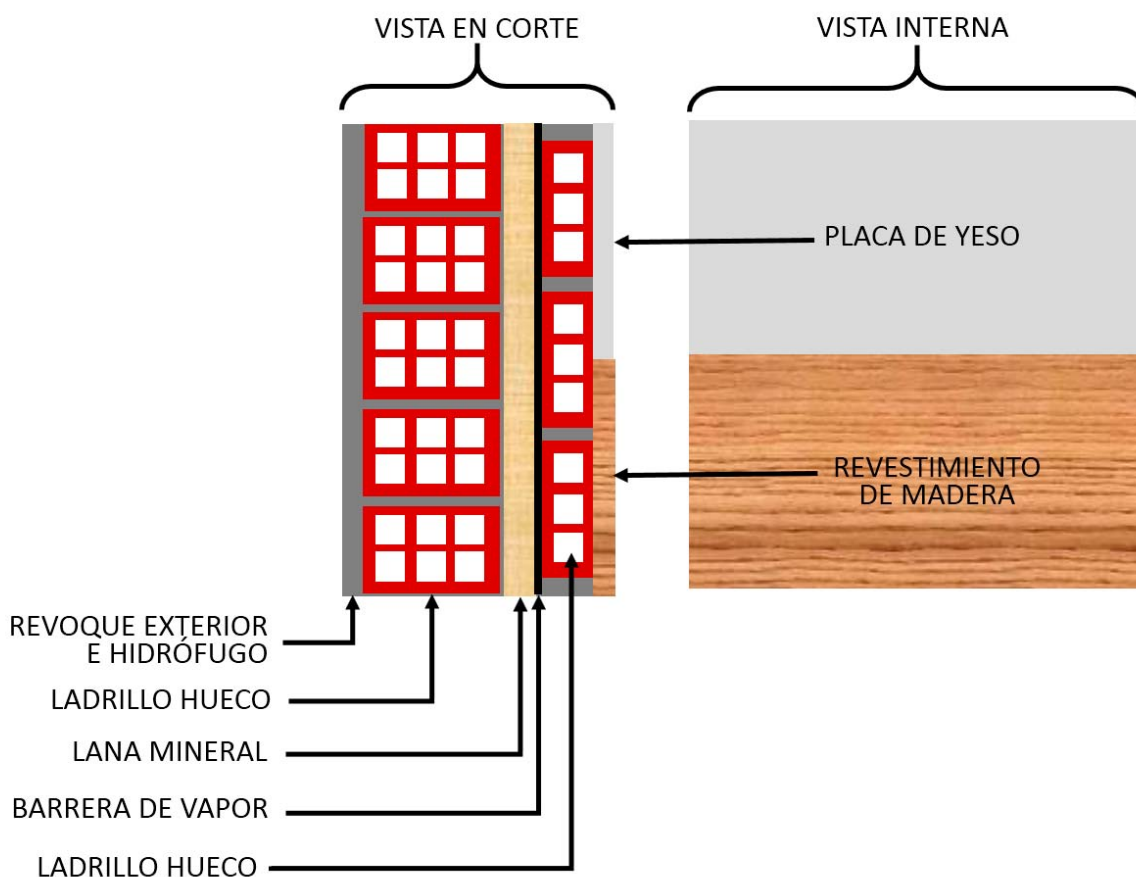 VISTA EN CORTE
VISTA INTERNA
PLACA DE YESO
REVESTIMIENTO
DE MADERA
REVOQUE EXTERIOR
E HIDRÓFUGO
LADRILLO HUECO
LANA MINERAL
BARRERA DE VAPOR
LADRILLO HUECO